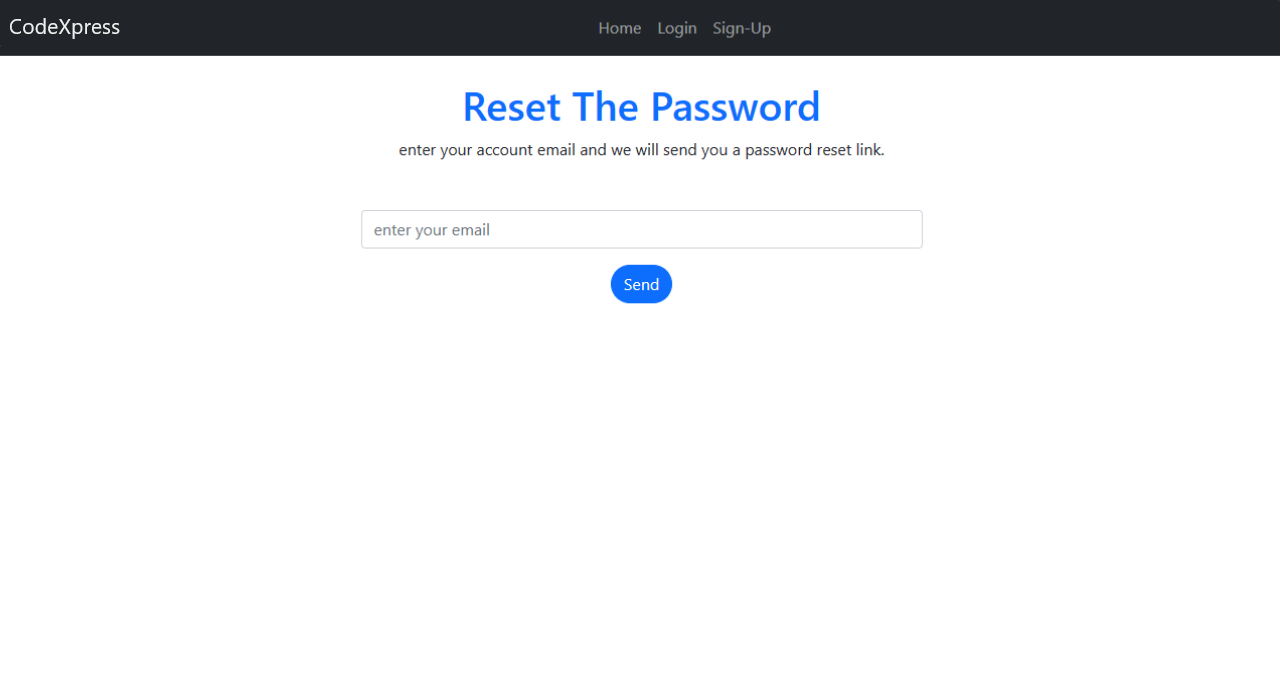 CodeXpress Home Login Sign-Up
Reset The Password
enter your account email and we will send you a password reset link.
enter your email
Send